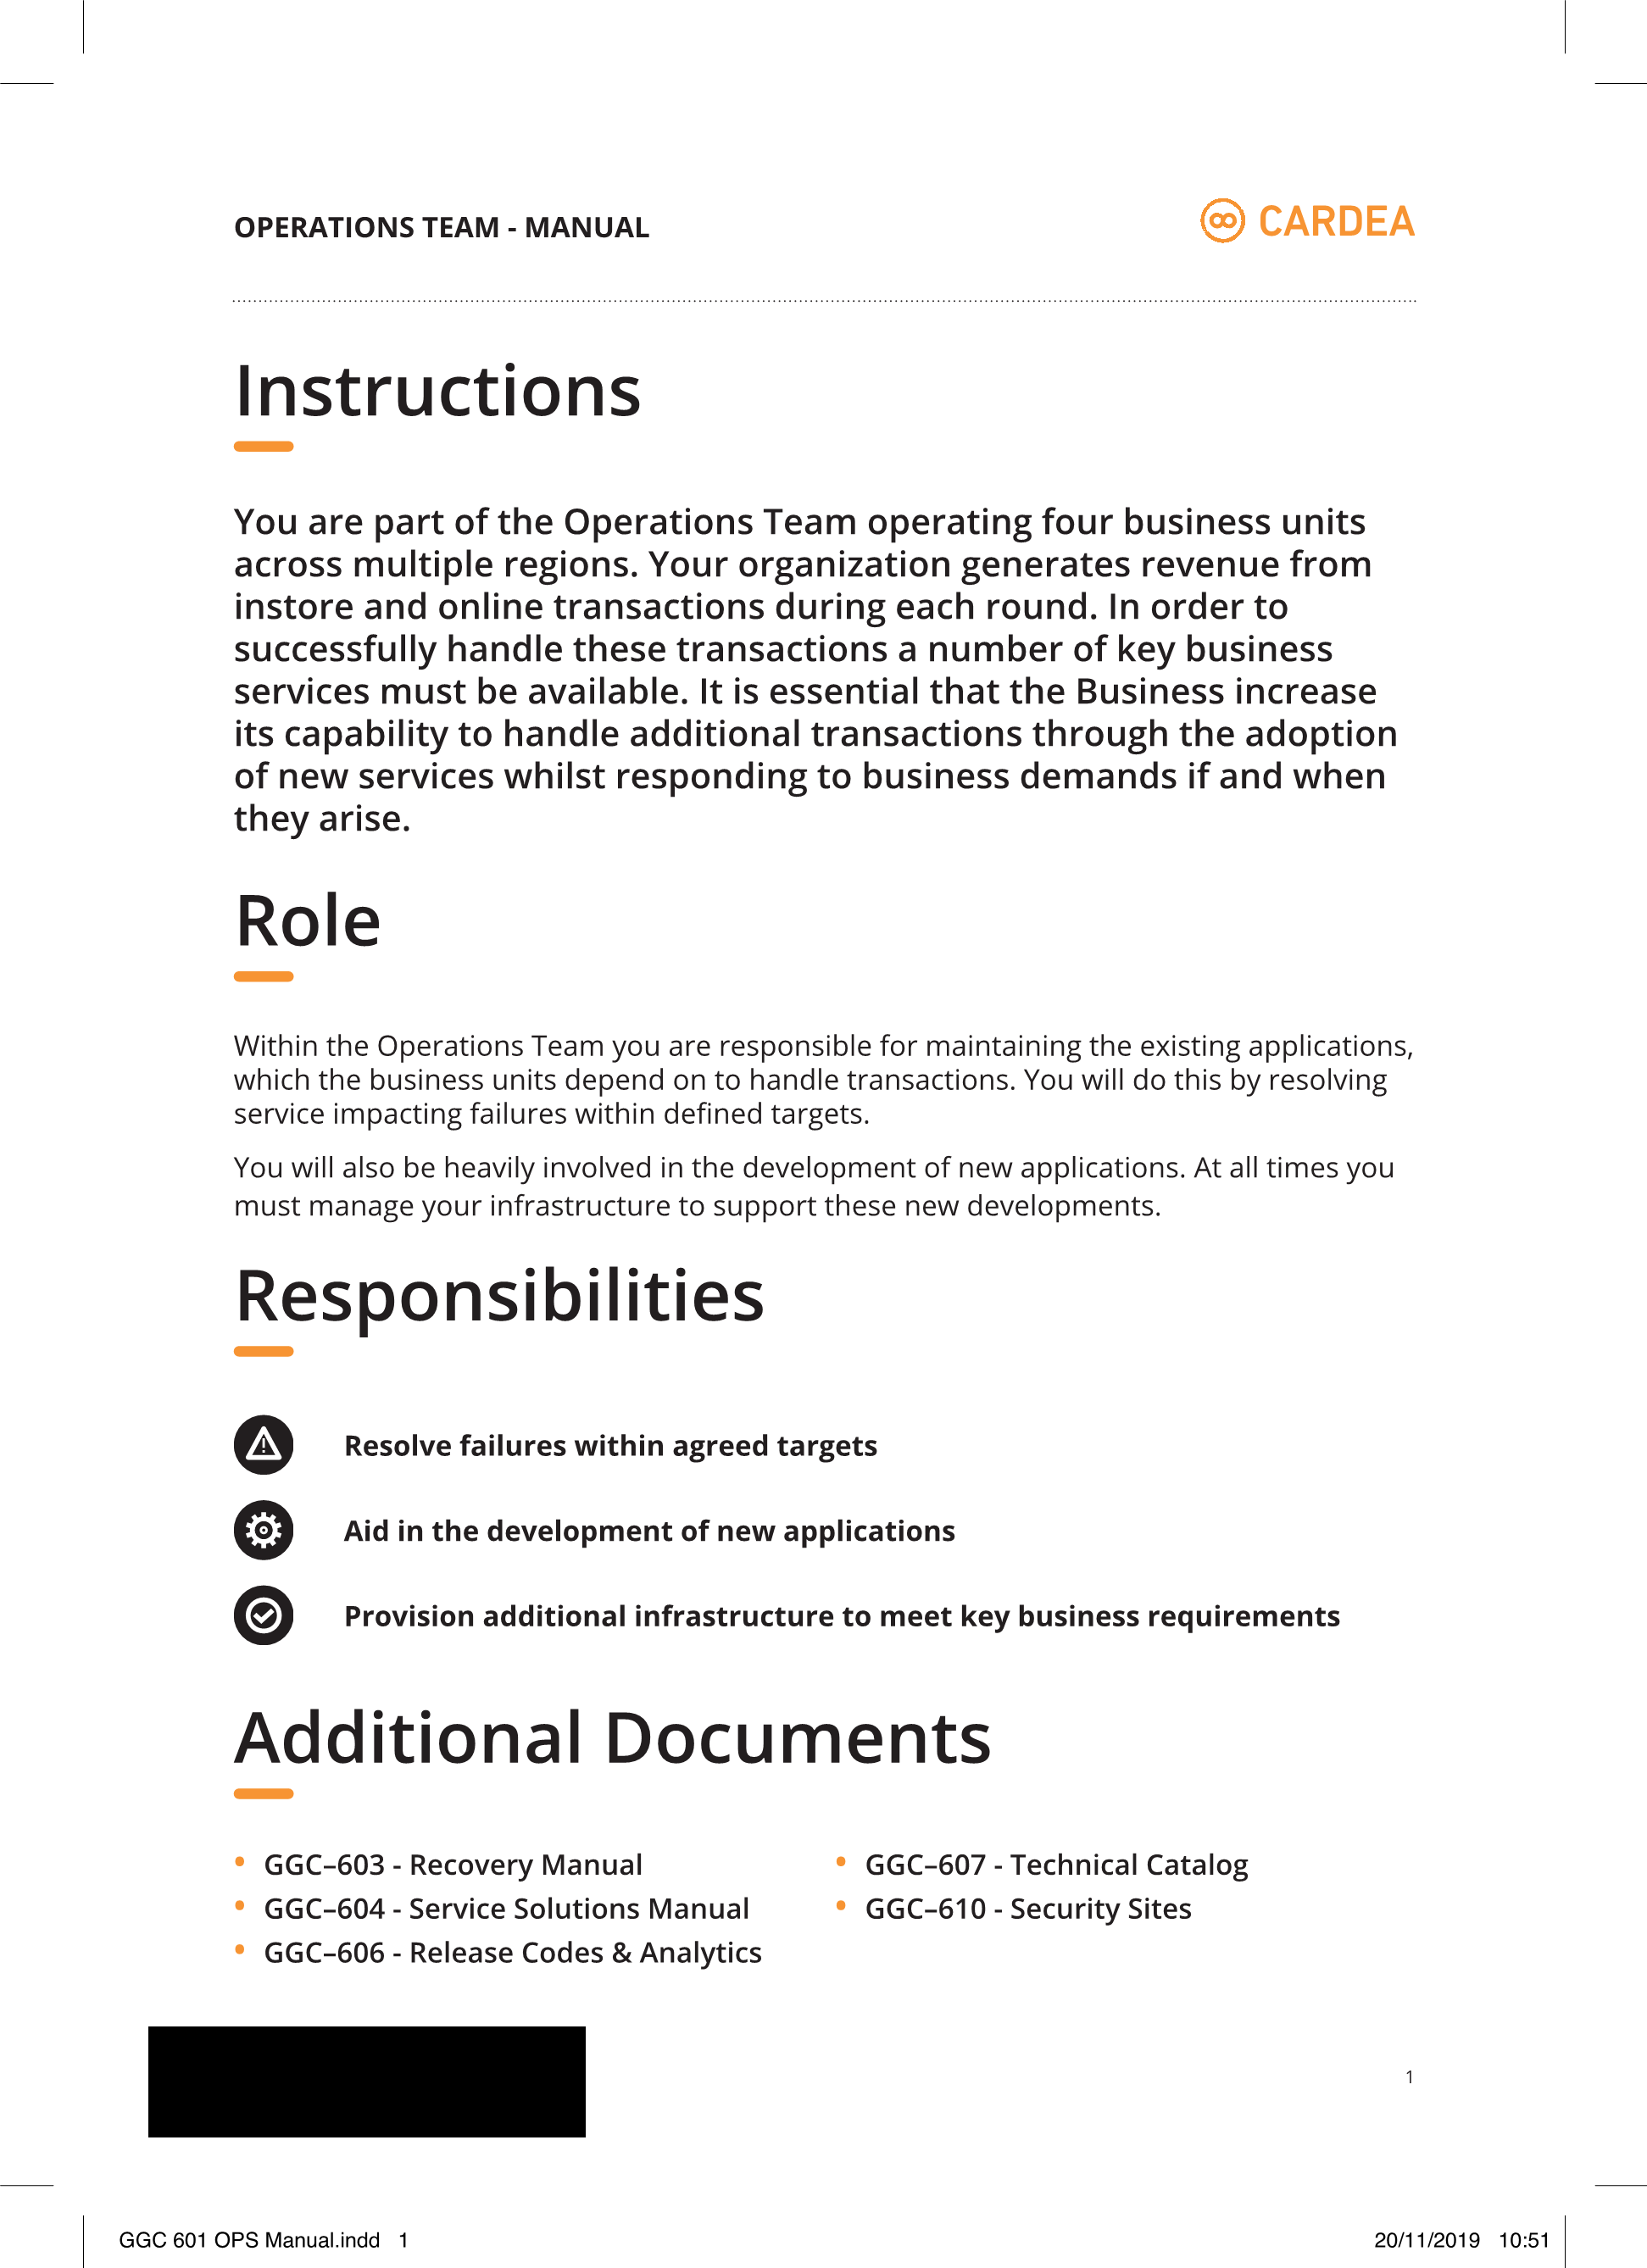 OPERATIONS TEAM - MANUAL
CARDEA
Instructions
You are part of the Operations Team operating four business units
across multiple regions. Your organization generates revenue from
instore and online transactions during each round. In order to
successfully handle these transactions a number of key business
services must be available. It is essential that the Business increase
its capability to handle additional transactions through the adoption
of new services whilst responding to business demands if and when
they arise.
Role
Within the Operations Team you are responsible for maintaining the existing applications,
which the business units depend on to handle transactions. You will do this by resolving
service impacting failures within defined targets.
You will also be heavily involved in the development of new applications. At all times you
must manage your infrastructure to support these new developments.
Responsibilities
Resolve failures within agreed targets
Aid in the development of new applications
Provision additional infrastructure to meet key business requirements
Additional Documents
• GGC–603 - Recovery Manual
• GGC–604 - Service Solutions Manual
• GGC–606 - Release Codes & Analytics
• GGC–607 - Technical Catalog
• GGC–610 - Security Sites
1
GGC 601 OPS Manual.indd 1
20/11/2019 10:51